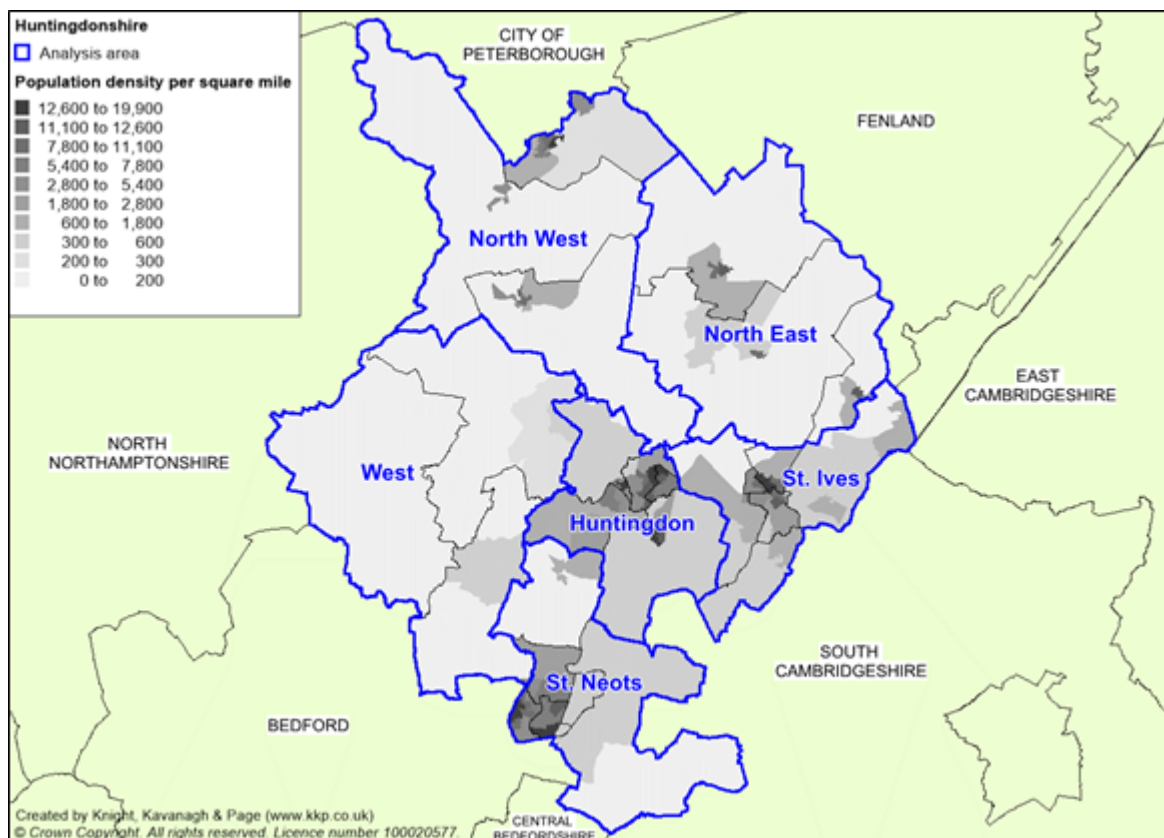 Huntingdonshire
Analysis area
Population density per square mile
12,600 to 19,900
11,100 to 12,600
7,800 to 11,100
5,400 to 7,800
2,800 to 5,400
1,800 to 2,800
600 to 1,800
300 to 600
200 to 300
0 to 200
CITY OF
PETERBOROUGH
FENLAND
North West
North East
EAST
CAMBRIDGESHIRE
NORTH
NORTHAMPTONSHIRE
West
St. Ives
Huntingdon
SOUTH
CAMBRIDGESHIRE
St. Neots
BEDFORD
CENTRAL
BEDFORDSHIRE
Created by Knight, Kavanagh & Page (www.kkp.co.uk)
© Crown Copyright. All rights reserved. Licence number 100020577.